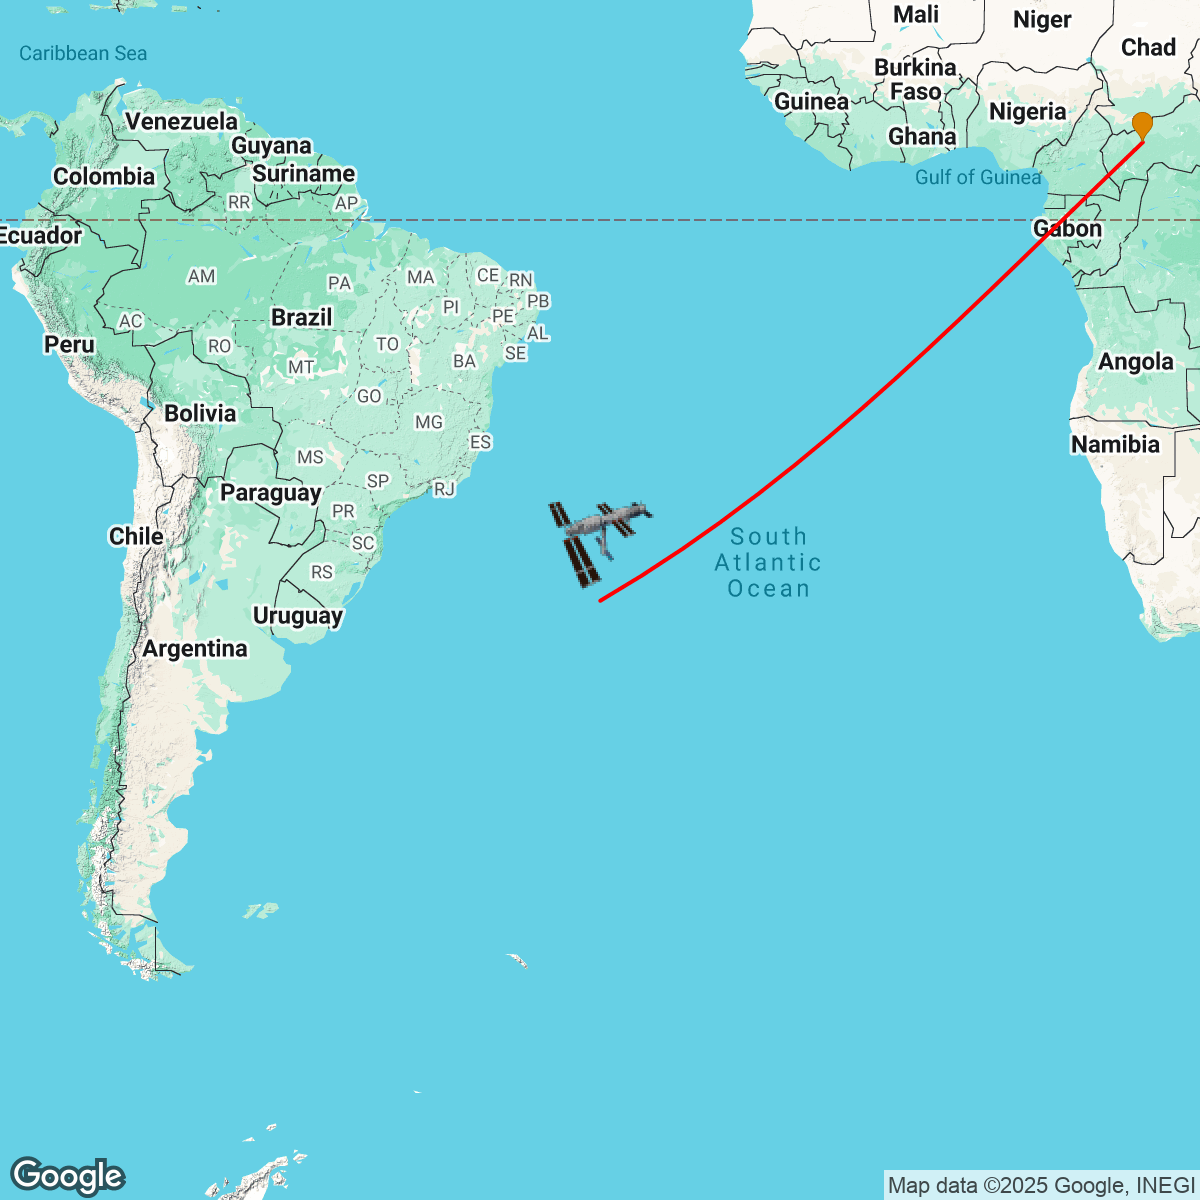 Mali
Niger
Chad
Caribbean Sea
Burkina
Faso
Guinea
Nigeria
Venezuela
Ghana
Guyana
Colombia
Suriname
Gulf of Guinea
RR
AP
Ecuador
Gabon
AM
PA
MA
CE
RN
PI
PB
AC
Brazil
PE
AL
Peru
RO
TO
SE
MT
BA
Angola
GO
Bolivia
MG
ES
Namibia
MS
SP
RJ
Paraguay
PR
Chile
SC
South
Atlantic
Ocean
RS
Uruguay
Argentina
Google
Map data ©2025 Google, INEGI